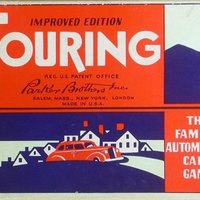 IMPROVED EDITION
TOURING
REG. U.S. PATENT OFFICE
Parker Brothers Inc.
SALEM, MASS., NEW YORK, LONDON
MADE IN U.S.A.
TH
FAM
AUTOM
CA
GAM